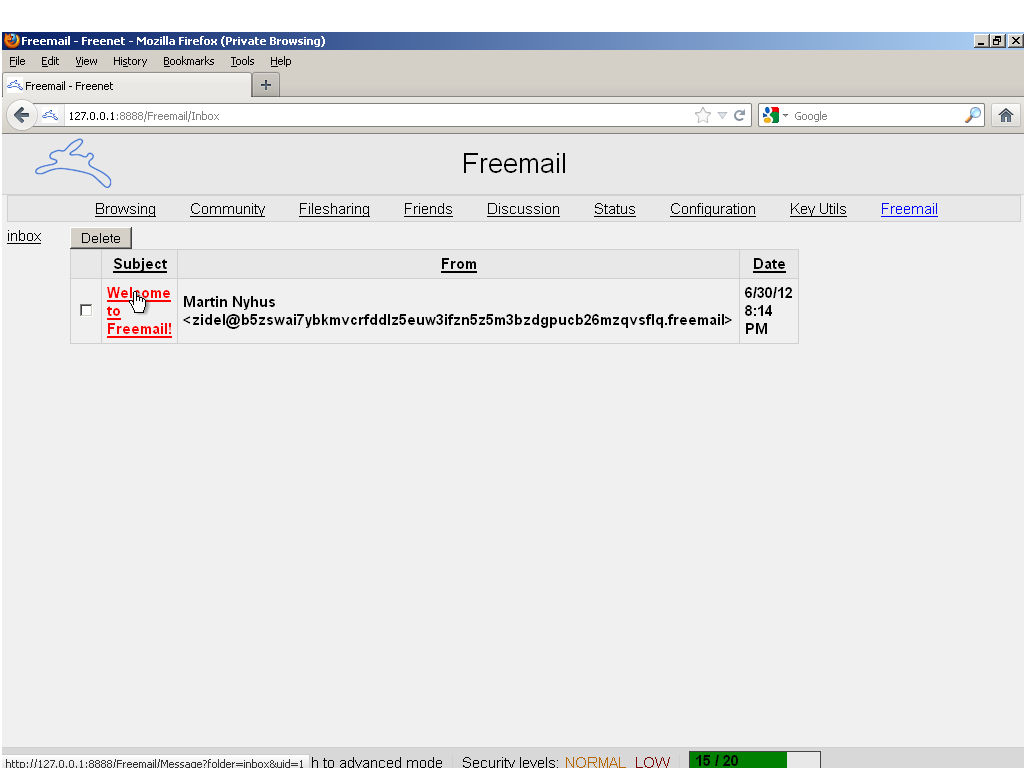 Freemail - Freenet - Mozilla Firefox (Private Browsing)
File Edit View History Bookmarks Tools Help
Freemail - Freenet
127.0.0.1:8888/Freemail/Inbox
Google
Freemail
Browsing Community Filesharing Friends Discussion Status Configuration Key Utils Freemail
inbox
Delete
Subject From Date
Welcome
to
Freemail!
Martin Nyhus
<zidel@b5zswai7ybkmvcrfddlz5euw3ifzn5z5m3bzdgpucb26mzqvsflq.freemail>
6/30/12
8:14
PM
http://127.0.0.1:8888/Freemail/Message?folder=inbox&uid=1 h to advanced mode Security levels: NORMAL LOW 15 / 20